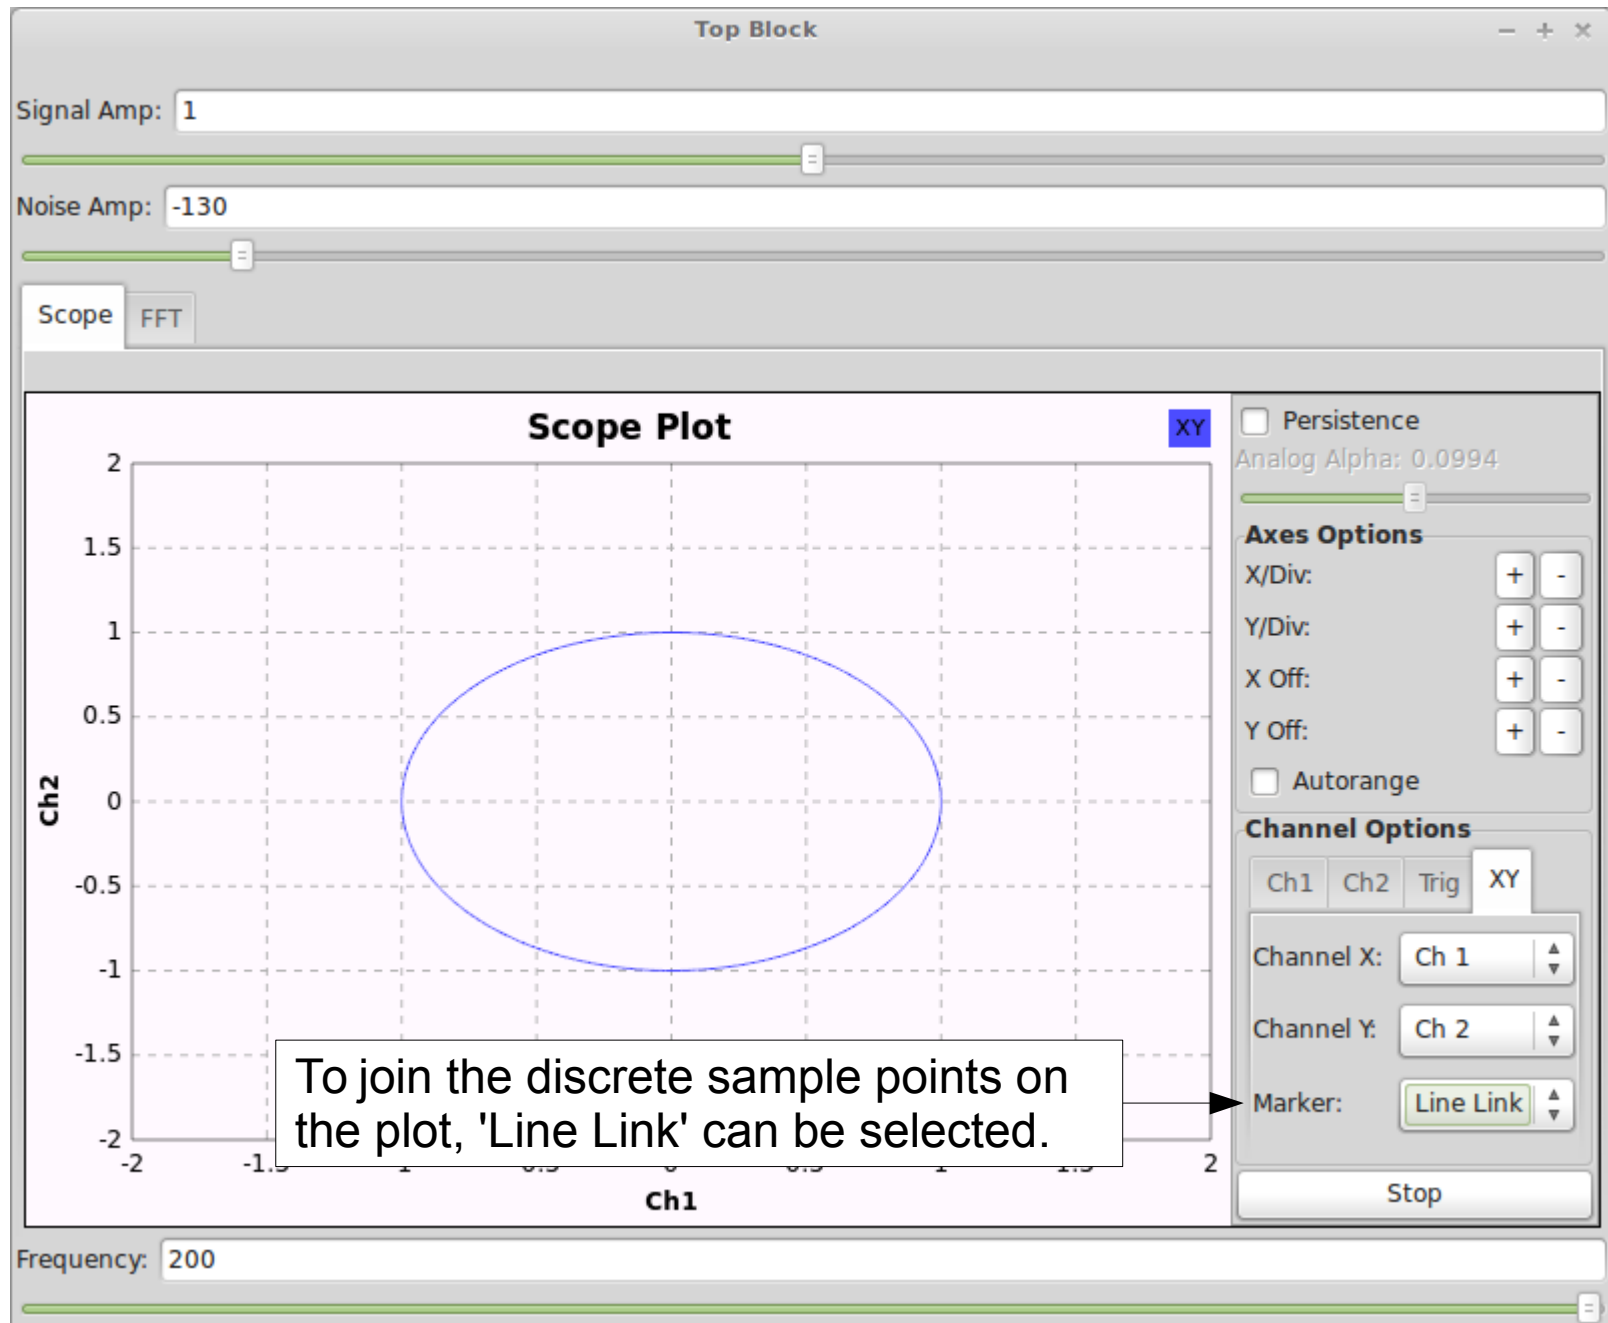 Top Block
Signal Amp: 1
Noise Amp: -130
Scope FFT
Scope Plot
XY
2
1.5
1
0.5
0
-0.5
-1
-1.5
-2
Ch2
-2 2
Ch1
To join the discrete sample points on
the plot, 'Line Link' can be selected.
Persistence
Analog Alpha: 0.0994
Axes Options
X/Div: + -
Y/Div: + -
X Off: + -
Y Off: + -
Autorange
Channel Options
Ch1 Ch2 Trig XY
Channel X: Ch 1
Channel Y: Ch 2
Marker: Line Link
Stop
Frequency: 200